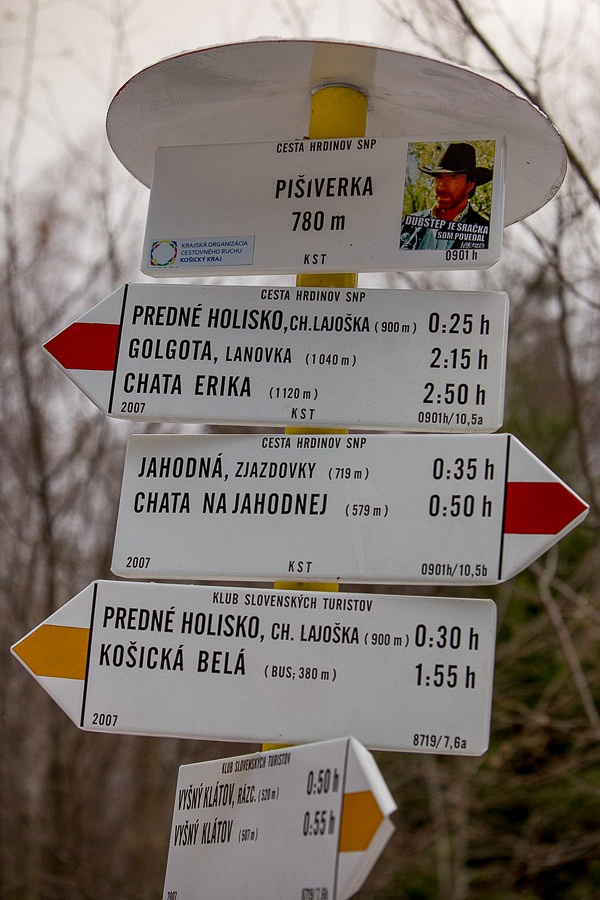 CESTA HRDINOV SNP
PIŠIVERKA
780 m
KRAJSKÁ ORGANIZÁCIA
CESTOVNÉHO RUCHU
KOŠICKÝ KRAJ
KST
DUBSTEP JE SRAČKA
SOM POVEDAL
0901 h
CESTA HRDINOV SNP
PREDNÉ HOLISKO, CH. LAJOŠKA (900 m) 0:25 h
GOLGOTA, LANOVKA (1040 m) 2:15 h
CHATA ERIKA (1120 m) 2:50 h
2007 KST 0901h/10,5a
CESTA HRDINOV SNP
JAHODNÁ, ZJAZDOVKY (719 m) 0:35 h
CHATA NA JAHODNEJ (579 m) 0:50 h
2007 KST 0901h/10,5b
KLUB SLOVENSKÝCH TURISTOV
PREDNÉ HOLISKO, CH. LAJOŠKA (900 m) 0:30 h
KOŠICKÁ BELÁ (BUS; 380 m) 1:55 h
2007 8719/7,6a
KLUB SLOVENSKÝCH TURISTOV
VYŠNÝ KLÁTOV, RÁZC. (520 m) 0:50 h
VYŠNÝ KLÁTOV (507 m) 0:55 h
2007